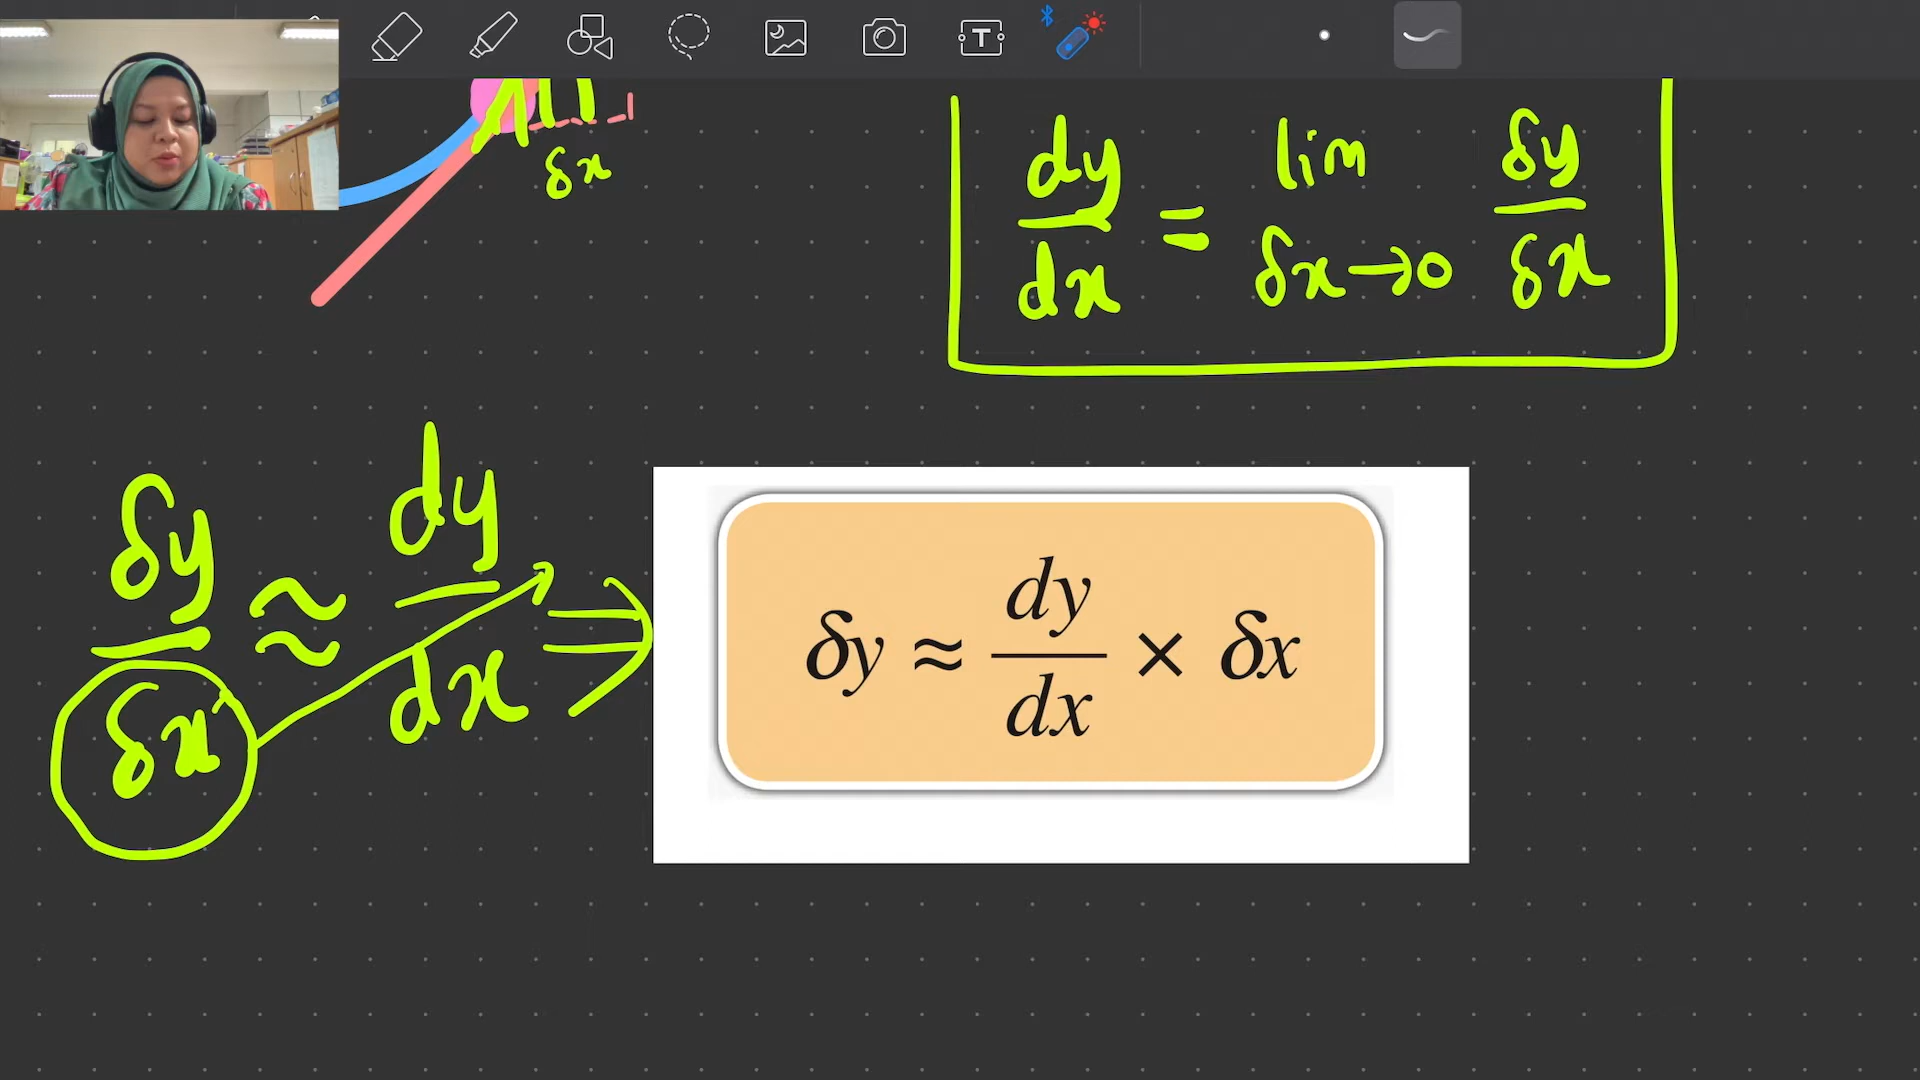 δx
dy/dx = lim δx→0 δy/δx
δy/δx ≈ dy/dx ⇒
δy ≈ dy/dx × δx
T